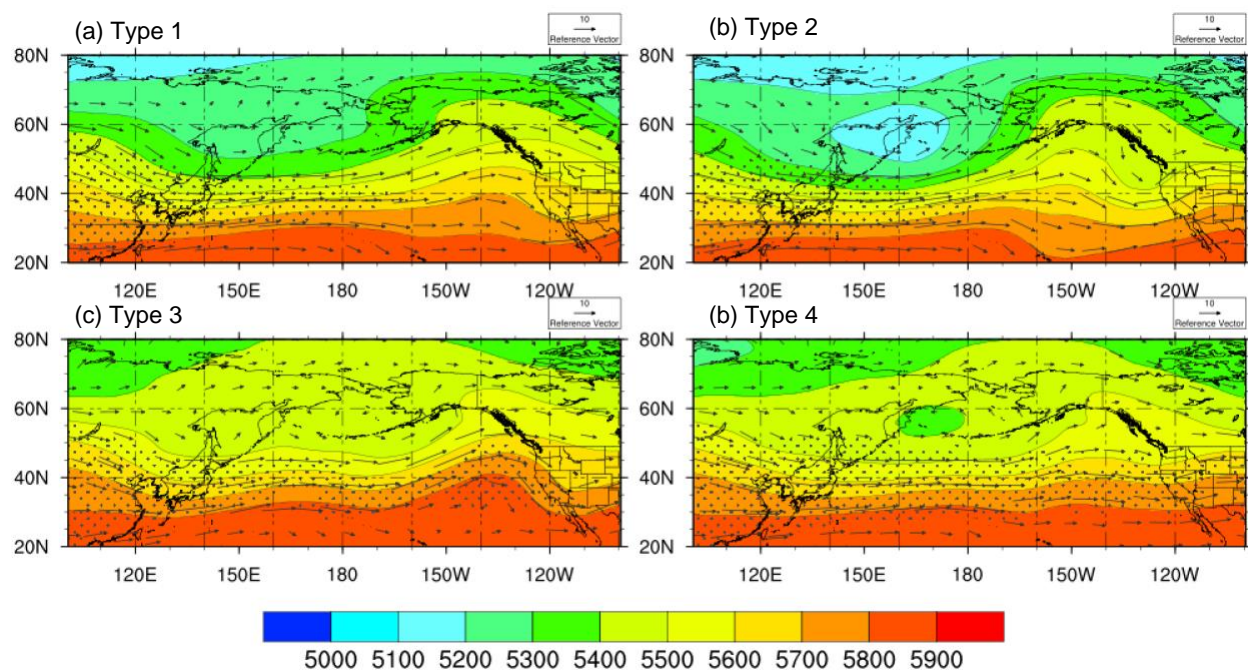 (a) Type 1
10
Reference Vector
(b) Type 2
10
Reference Vector
80N
60N
40N
20N
120E 150E 180 150W 120W
80N
60N
40N
20N
120E 150E 180 150W 120W
(c) Type 3
10
Reference Vector
(b) Type 4
10
Reference Vector
80N
60N
40N
20N
120E 150E 180 150W 120W
80N
60N
40N
20N
120E 150E 180 150W 120W
5000 5100 5200 5300 5400 5500 5600 5700 5800 5900